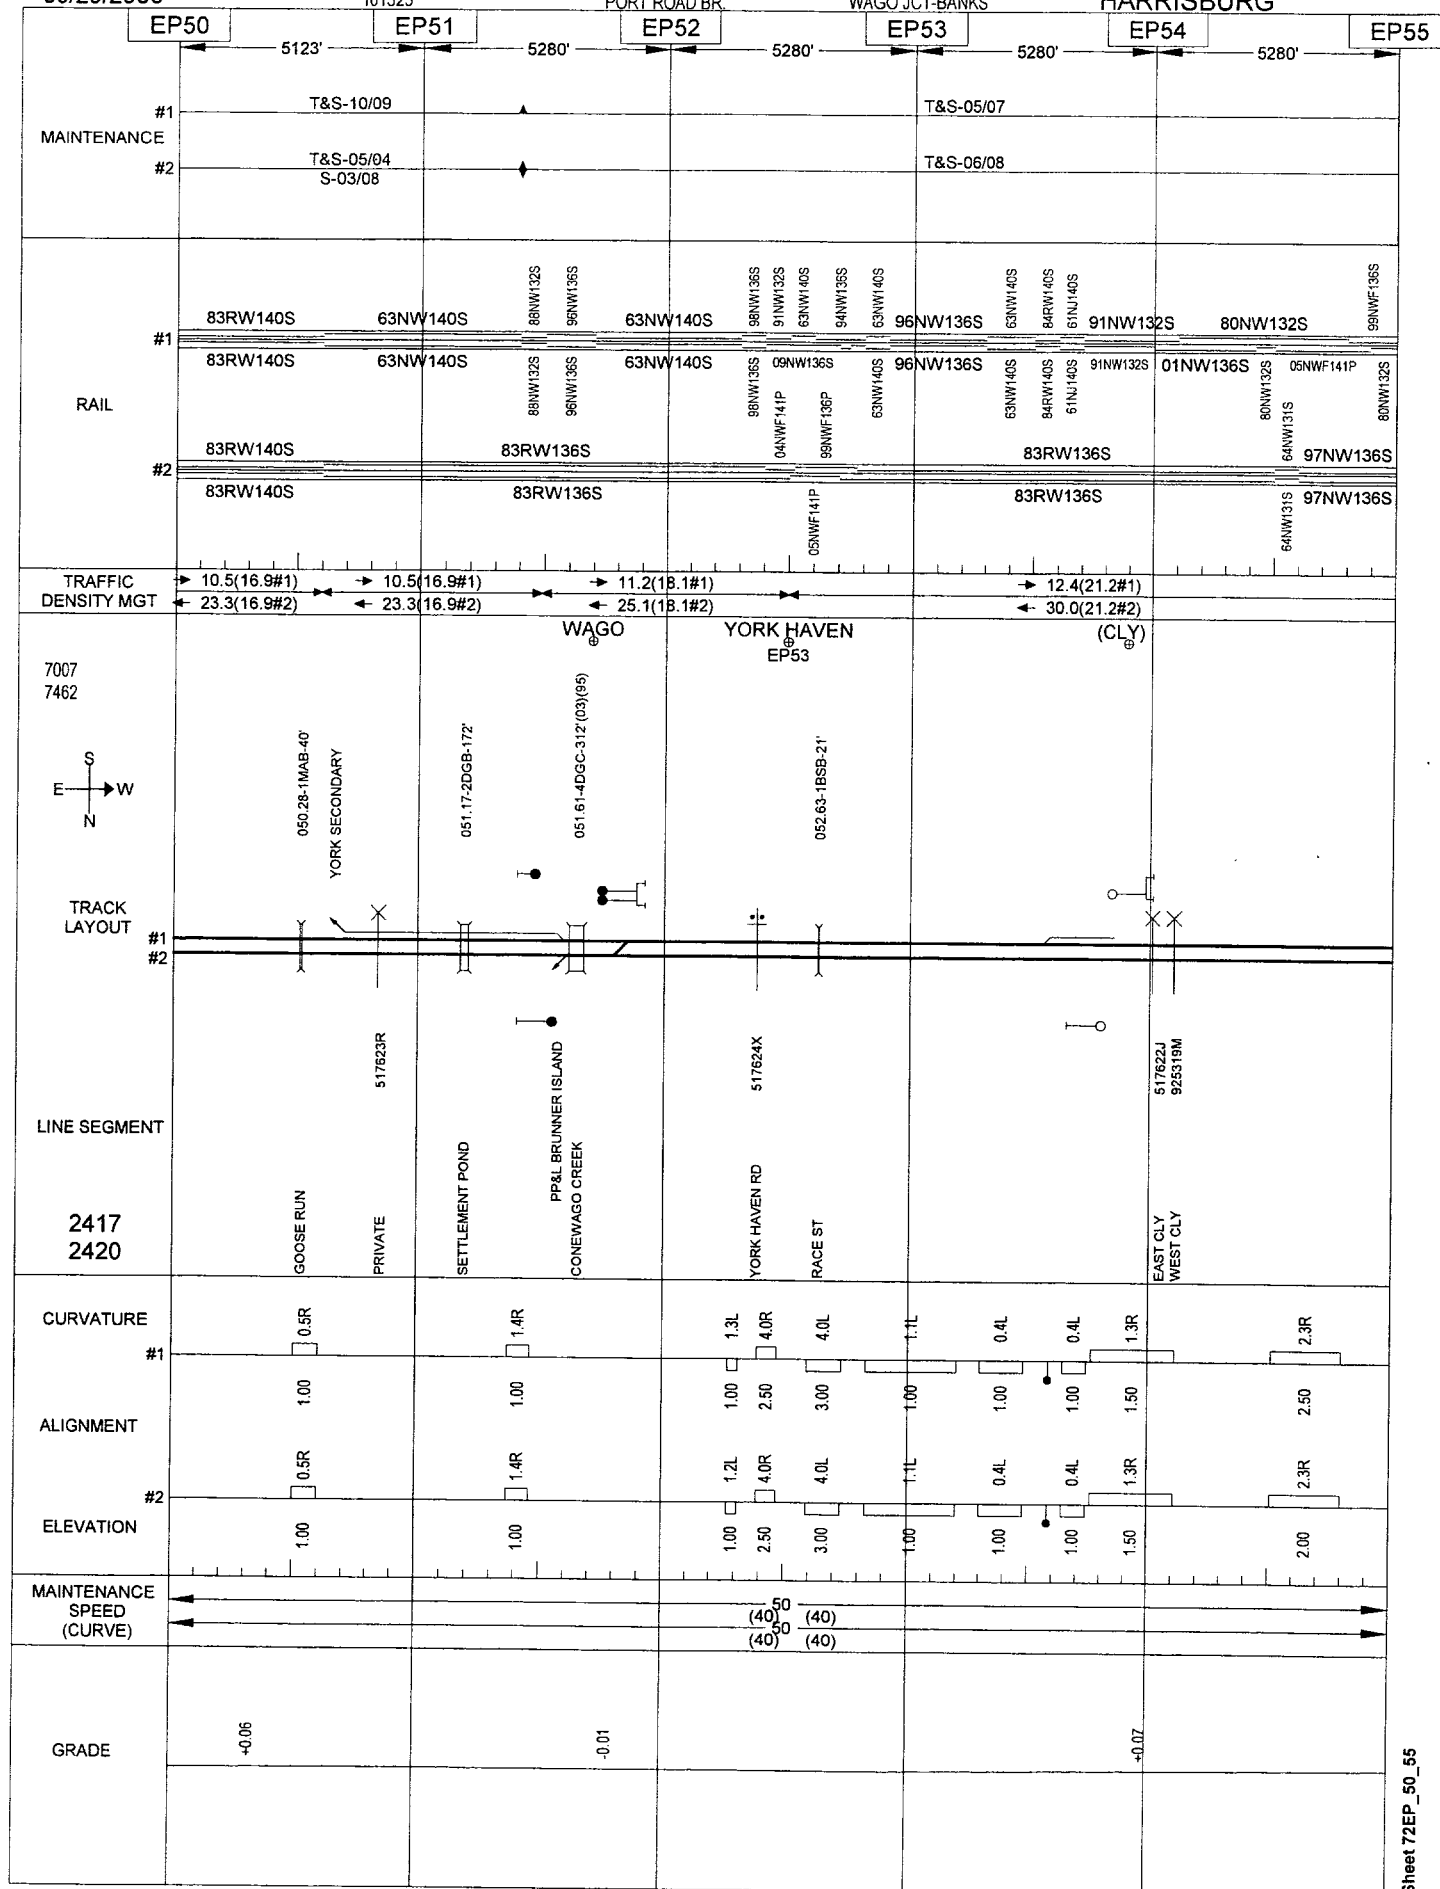 PORT ROAD BR.
WAGO JCT-BANKS
HARRISBURG
EP50
EP51
EP52
EP53
EP54
EP55
5123'
5280'
5280'
5280'
5280'
MAINTENANCE
#1
T&S-10/09
T&S-05/07
#2
T&S-05/04
S-03/08
T&S-06/08
RAIL
88NW132S
96NW136S
98NW136S
91NW132S
63NW140S
94NW136S
63NW140S
63NW140S
84RW140S
61NJ140S
99NWF136S
83RW140S
63NW140S
63NW140S
96NW136S
91NW132S
80NW132S
#1
83RW140S
63NW140S
63NW140S
09NW136S
96NW136S
91NW132S
01NW136S
05NWF141P
88NW132S
96NW136S
98NW136S
04NWF141P
99NWF136P
63NW140S
63NW140S
84RW140S
61NJ140S
80NW132S
64NW131S
80NW132S
83RW140S
83RW136S
83RW136S
97NW136S
#2
83RW140S
83RW136S
83RW136S
97NW136S
05NWF141P
64NW131S
TRAFFIC
DENSITY MGT
10.5(16.9#1)
10.5(16.9#1)
11.2(18.1#1)
12.4(21.2#1)
23.3(16.9#2)
23.3(16.9#2)
25.1(18.1#2)
30.0(21.2#2)
WAGO
YORK HAVEN
EP53
(CLY)
7007
7462
S
E
W
N
050.28-1MAB-40'
YORK SECONDARY
051.17-2DGB-172'
051.61-4DGC-312'(03)(95)
052.63-1BSB-21'
TRACK
LAYOUT
#1
#2
517623R
517624X
517622J
925319M
LINE SEGMENT
2417
2420
GOOSE RUN
PRIVATE
SETTLEMENT POND
PP&L BRUNNER ISLAND
CONEWAGO CREEK
YORK HAVEN RD
RACE ST
EAST CLY
WEST CLY
CURVATURE
#1
0.5R
1.4R
1.3L
4.0R
4.0L
1.1L
0.4L
0.4L
1.3R
2.3R
1.00
1.00
1.00
2.50
3.00
1.00
1.00
1.00
1.50
2.50
ALIGNMENT
#2
0.5R
1.4R
1.2L
4.0R
4.0L
1.1L
0.4L
0.4L
1.3R
2.3R
ELEVATION
1.00
1.00
1.00
2.50
3.00
1.00
1.00
1.00
1.50
2.00
MAINTENANCE
SPEED
(CURVE)
50
(40) (40)
50
(40) (40)
GRADE
+0.06
-0.01
+0.07
Sheet 72EP_50_55